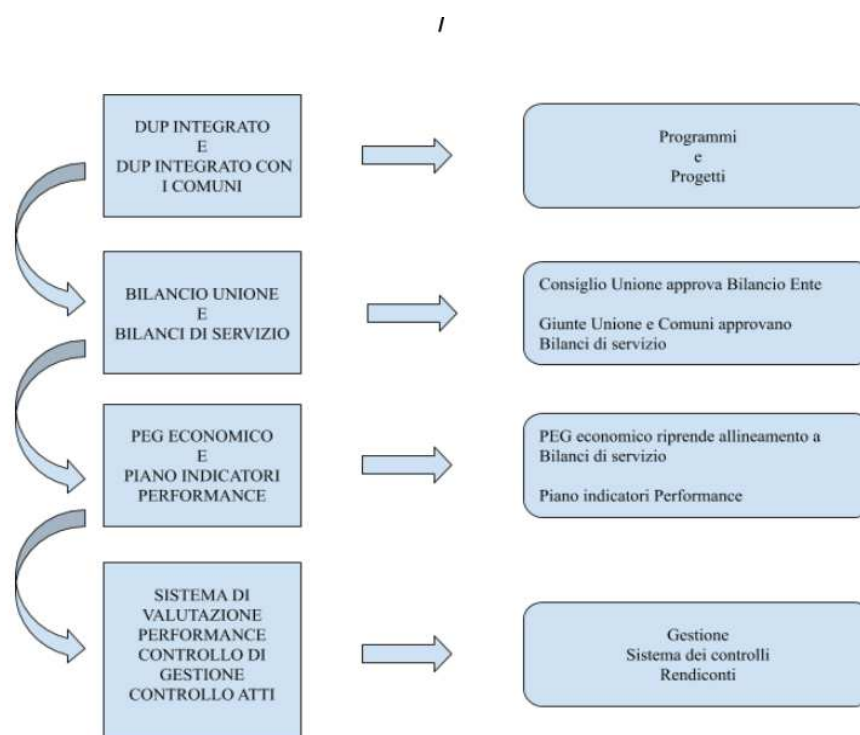 I
DUP INTEGRATO
E
DUP INTEGRATO CON
I COMUNI
Programmi
e
Progetti
BILANCIO UNIONE
E
BILANCI DI SERVIZIO
Consiglio Unione approva Bilancio Ente
Giunte Unione e Comuni approvano
Bilanci di servizio
PEG ECONOMICO
E
PIANO INDICATORI
PERFORMANCE
PEG economico riprende allineamento a
Bilanci di servizio
Piano indicatori Performance
SISTEMA DI
VALUTAZIONE
PERFORMANCE
CONTROLLO DI
GESTIONE
CONTROLLO ATTI
Gestione
Sistema dei controlli
Rendiconti